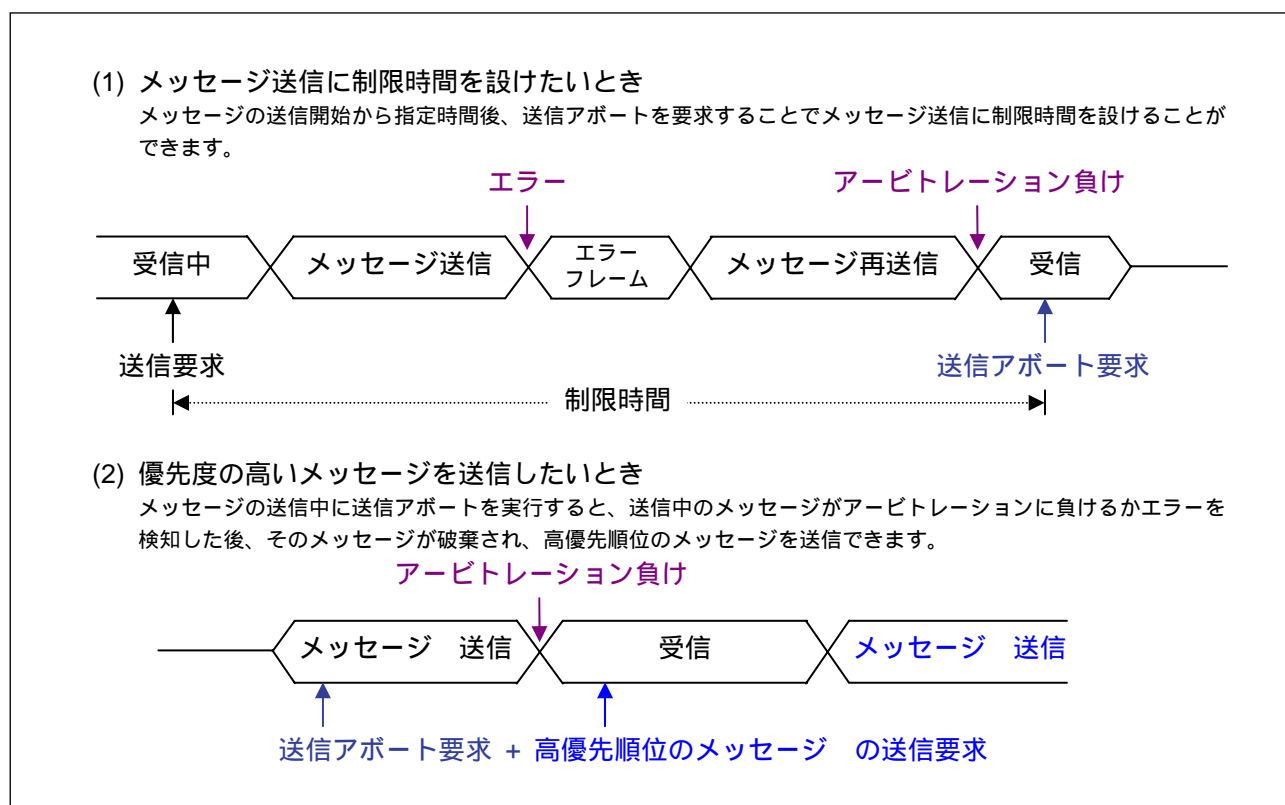 (1) メッセージ送信に制限時間を設けたいとき
メッセージの送信開始から指定時間後、送信アボートを要求することでメッセージ送信に制限時間を設けることが
できます。
エラー
アービトレーション負け
受信中
メッセージ送信
エラー
フレーム
メッセージ再送信
受信
送信要求
送信アボート要求
制限時間
(2) 優先度の高いメッセージを送信したいとき
メッセージの送信中に送信アボートを実行すると、送信中のメッセージがアービトレーションに負けるかエラーを
検知した後、そのメッセージが破棄され、高優先順位のメッセージを送信できます。
アービトレーション負け
メッセージ 送信
受信
メッセージ 送信
送信アボート要求 + 高優先順位のメッセージ の送信要求